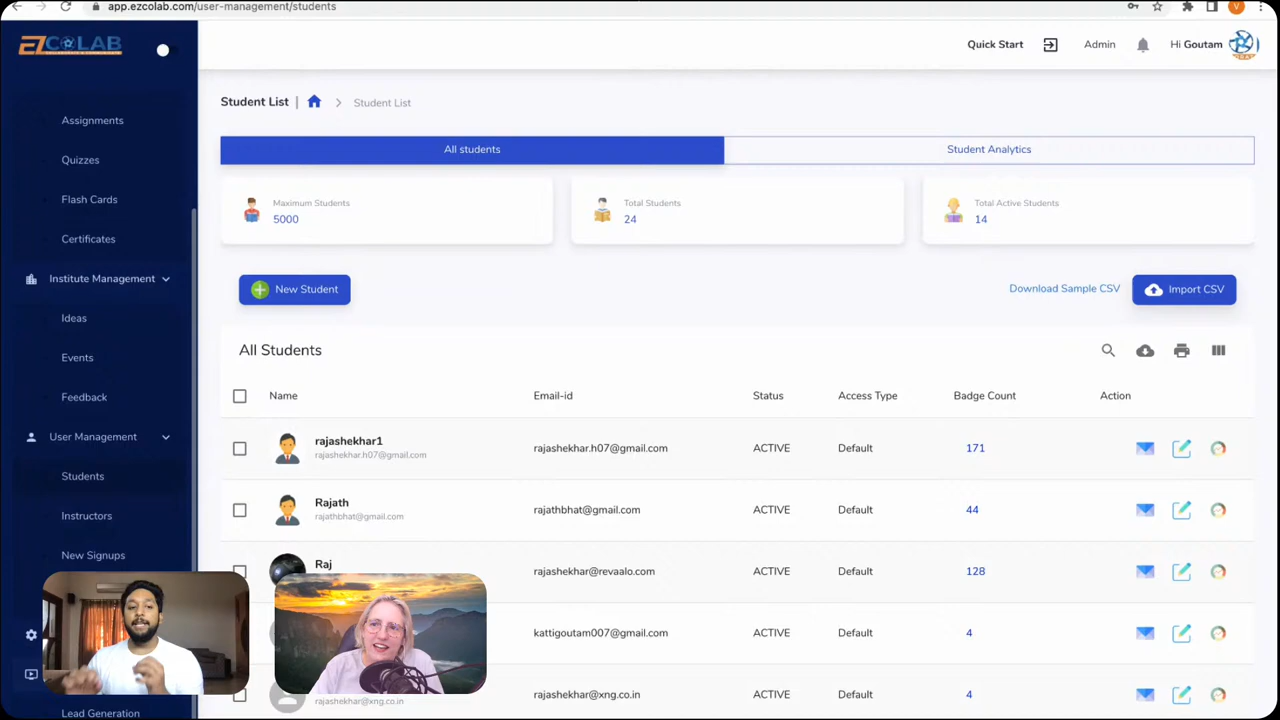 app.ezcolab.com/user-management/students
V
EZCOLAB
Quick Start
Admin
Hi Goutam
Student List |
Student List
All students
Student Analytics
Maximum Students
5000
Total Students
24
Total Active Students
14
New Student
Download Sample CSV
Import CSV
All Students
Name
Email-id
Status
Access Type
Badge Count
Action
rajashekhar1
rajashekhar.h07@gmail.com
rajashekhar.h07@gmail.com
ACTIVE
Default
171
Rajath
rajathbhat@gmail.com
rajathbhat@gmail.com
ACTIVE
Default
44
Raj
rajashekhar@revaalo.com
ACTIVE
Default
128
kattigoutam007@gmail.com
ACTIVE
Default
4
rajashekhar@xng.co.in
rajashekhar@xng.co.in
ACTIVE
Default
4
Assignments
Quizzes
Flash Cards
Certificates
Institute Management
Ideas
Events
Feedback
User Management
Students
Instructors
New Signups
Lead Generation